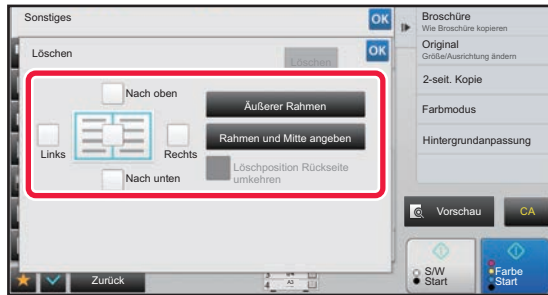 Sonstiges
OK
Löschen
OK
Löschen
Nach oben
Links
Rechts
Nach unten
Äußerer Rahmen
Rahmen und Mitte angeben
Löschposition Rückseite
umkehren
Zurück
A3
Broschüre
Wie Broschüre kopieren
Original
Größe/Ausrichtung ändern
2-seit. Kopie
Farbmodus
Hintergrundanpassung
Vorschau
CA
S/W
Start
Farbe
Start